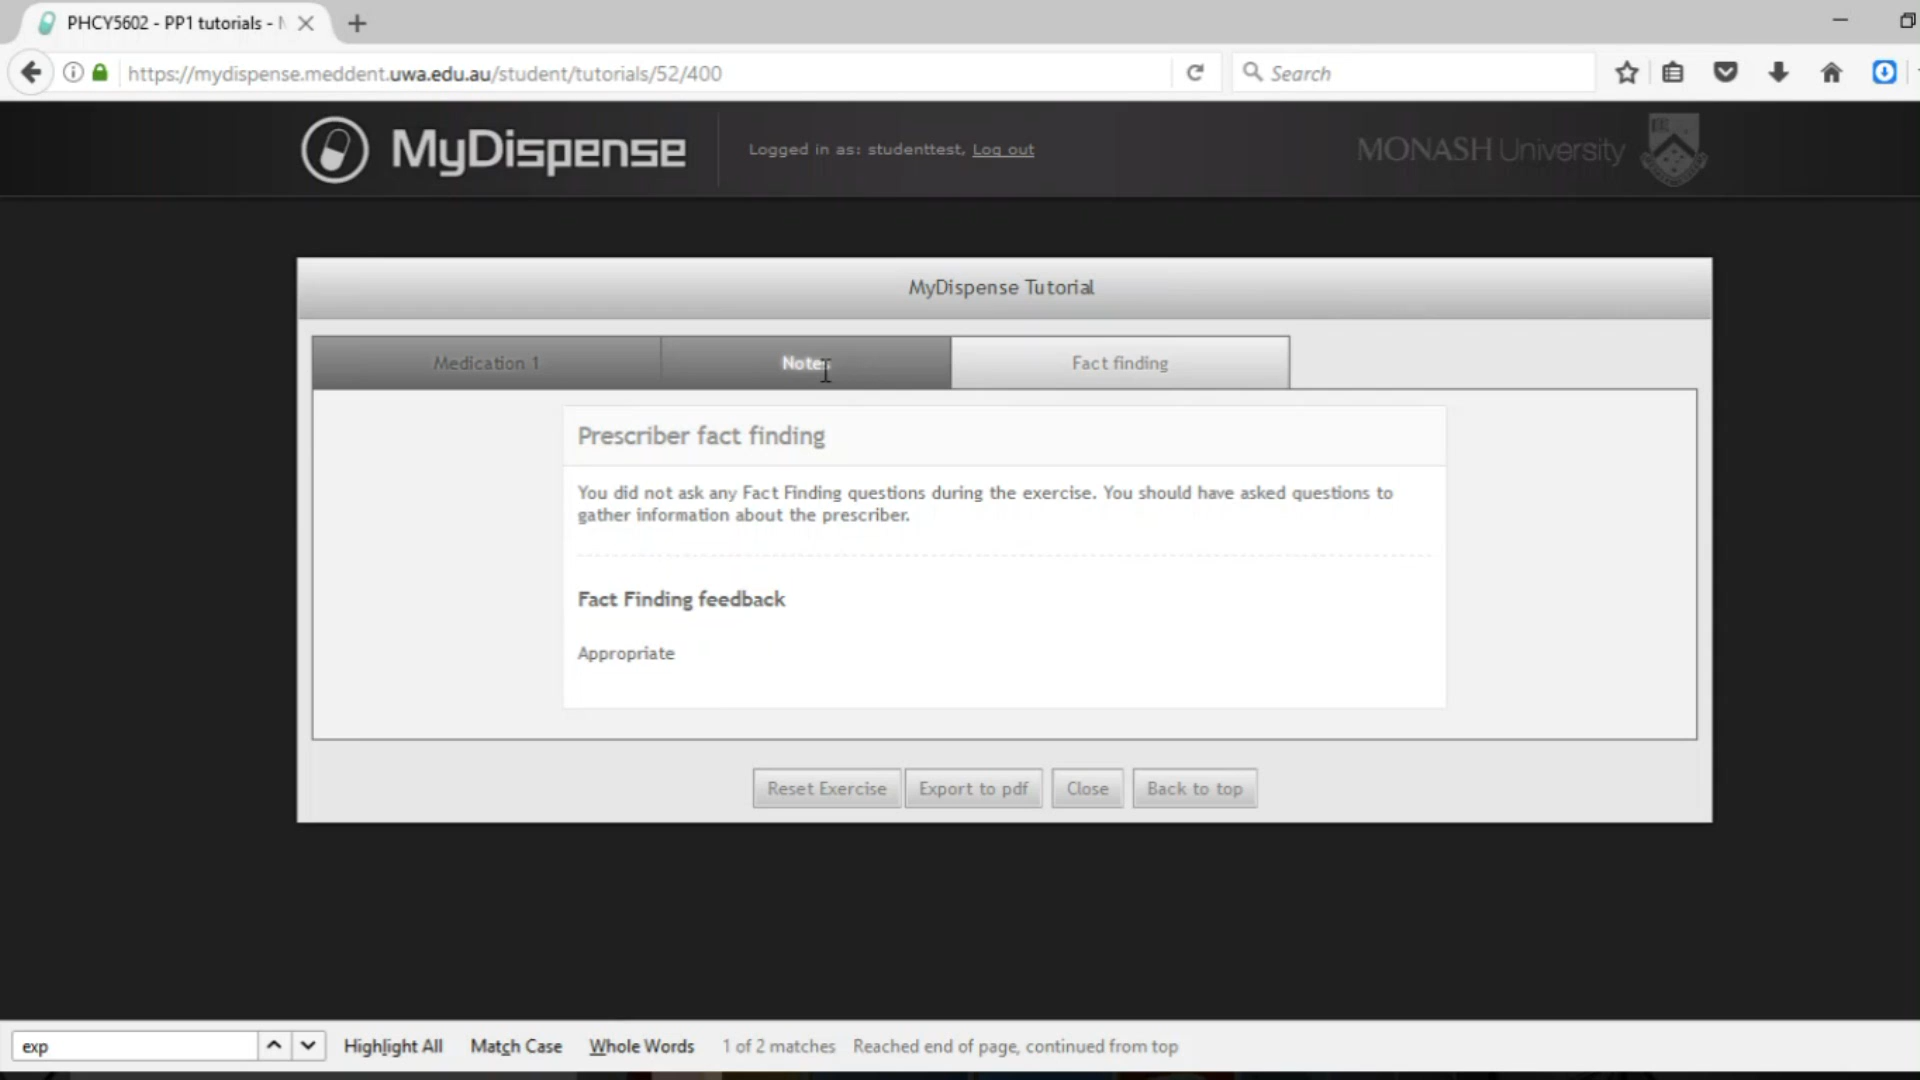 PHCY5602 - PP1 tutorials -
https://mydispense.meddent.uwa.edu.au/student/tutorials/52/400
Search
MyDispense
Logged in as: studenttest, Log out
MONASH University
MyDispense Tutorial
Medication 1
Notes
Fact finding
Prescriber fact finding
You did not ask any Fact Finding questions during the exercise. You should have asked questions to
gather information about the prescriber.
Fact Finding feedback
Appropriate
Reset Exercise
Export to pdf
Close
Back to top
exp
Highlight All
Match Case
Whole Words
1 of 2 matches
Reached end of page, continued from top